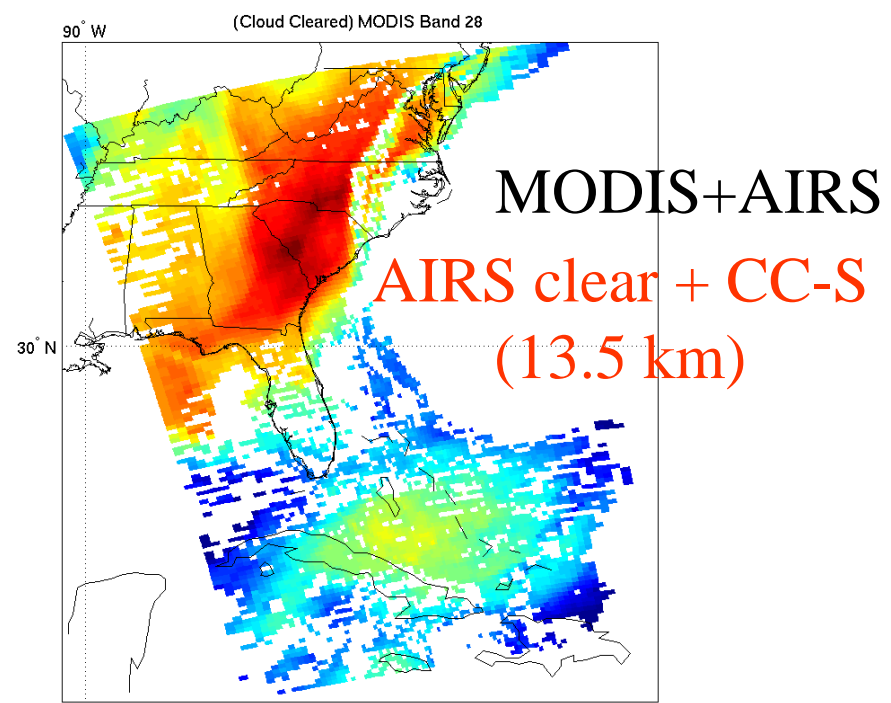 (Cloud Cleared) MODIS Band 28
90° W
MODIS+AIRS
AIRS clear + CC-S
30° N
(13.5 km)